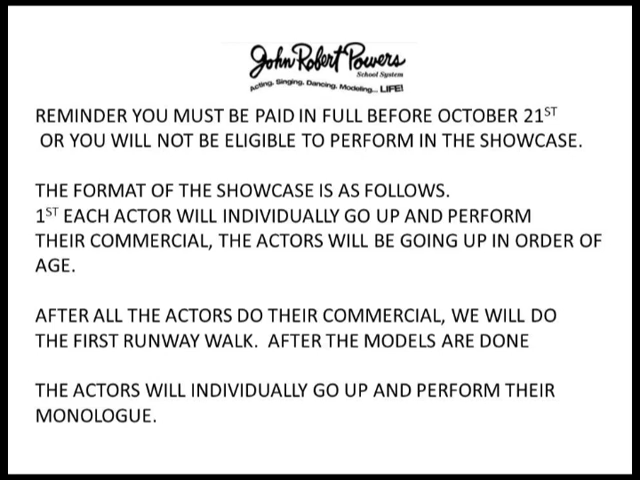 John Robert Powers
School System
Acting, Singing, Dancing, Modeling... LIFE!
REMINDER YOU MUST BE PAID IN FULL BEFORE OCTOBER 21ST
OR YOU WILL NOT BE ELIGIBLE TO PERFORM IN THE SHOWCASE.
THE FORMAT OF THE SHOWCASE IS AS FOLLOWS.
1ST EACH ACTOR WILL INDIVIDUALLY GO UP AND PERFORM
THEIR COMMERCIAL, THE ACTORS WILL BE GOING UP IN ORDER OF
AGE.
AFTER ALL THE ACTORS DO THEIR COMMERCIAL, WE WILL DO
THE FIRST RUNWAY WALK.  AFTER THE MODELS ARE DONE
THE ACTORS WILL INDIVIDUALLY GO UP AND PERFORM THEIR
MONOLOGUE.